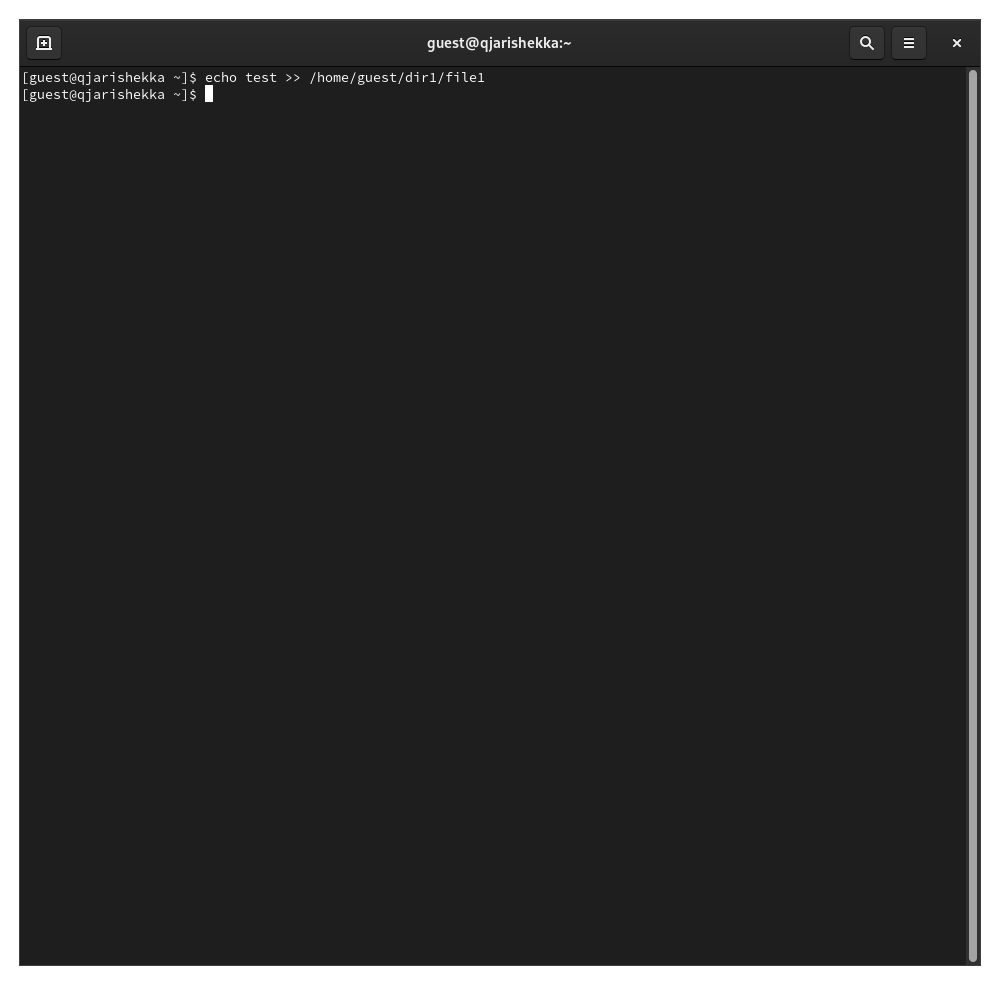 guest@qjarishekka:~
[guest@qjarishekka ~]$ echo test >> /home/guest/dir1/file1
[guest@qjarishekka ~]$